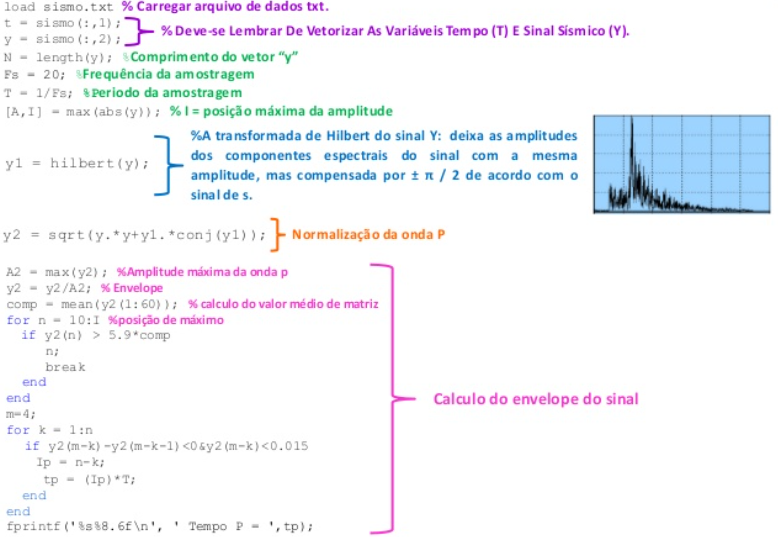 load sismo.txt % Carregar arquivo de dados txt.
t = sismo(:,1);
y = sismo(:,2);
% Deve-se Lembrar De Vetorizar As Variáveis Tempo (T) E Sinal Sísmico (Y).
N = length(y); %Comprimento do vetor “y”
Fs = 20; %Frequência da amostragem
T = 1/Fs; %Periodo da amostragem
[A,I] = max(abs(y)); % I = posição máxima da amplitude
y1 = hilbert(y);
%A transformada de Hilbert do sinal Y: deixa as amplitudes
dos componentes espectrais do sinal com a mesma
amplitude, mas compensada por ± π / 2 de acordo com o
sinal de s.
y2 = sqrt(y.*y+y1.*conj(y1)); Normalização da onda P
A2 = max(y2); %Amplitude máxima da onda p
y2 = y2/A2; % Envelope
comp = mean(y2(1:60)); % calculo do valor médio de matriz
for n = 10:I %posição de máximo
if y2(n) > 5.9*comp
n;
break
end
end
m=4;
for k = 1:n
if y2(m-k)-y2(m-k-1)<0&y2(m-k)<0.015
Ip = n-k;
tp = (Ip)*T;
end
end
fprintf('%s%8.6f\n', ' Tempo P = ',tp);
Calculo do envelope do sinal